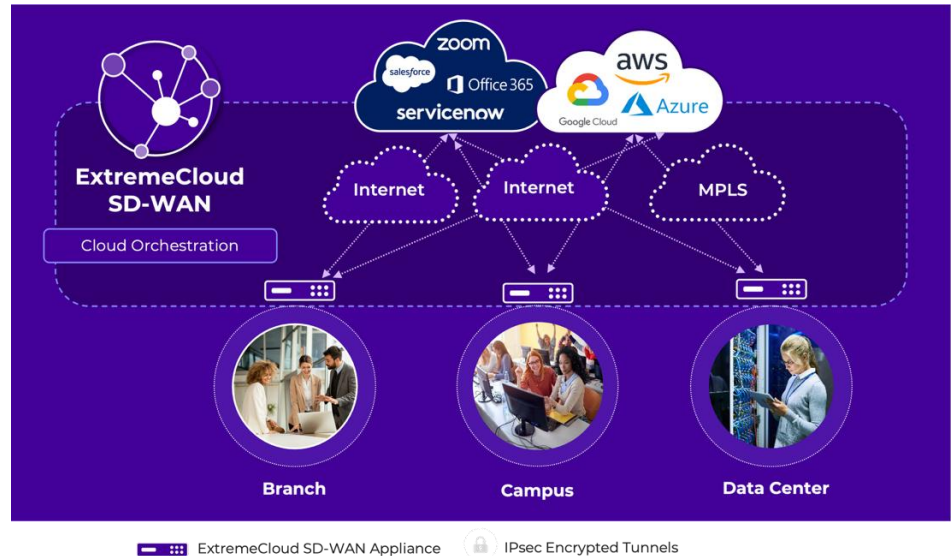 zoom
salesforce
Office 365
servicenow
aws
Google Cloud
Azure
ExtremeCloud
SD-WAN
Cloud Orchestration
Internet
Internet
MPLS
Branch
Campus
Data Center
ExtremeCloud SD-WAN Appliance
IPsec Encrypted Tunnels